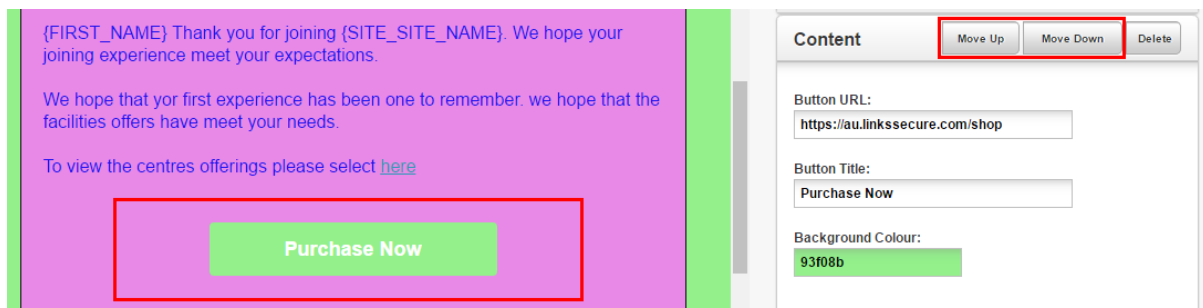 {FIRST_NAME} Thank you for joining {SITE_SITE_NAME}. We hope your
joining experience meet your expectations.
We hope that yor first experience has been one to remember. we hope that the
facilities offers have meet your needs.
To view the centres offerings please select here
Purchase Now
Content
Move Up
Move Down
Delete
Button URL:
https://au.linkssecure.com/shop
Button Title:
Purchase Now
Background Colour:
93f08b